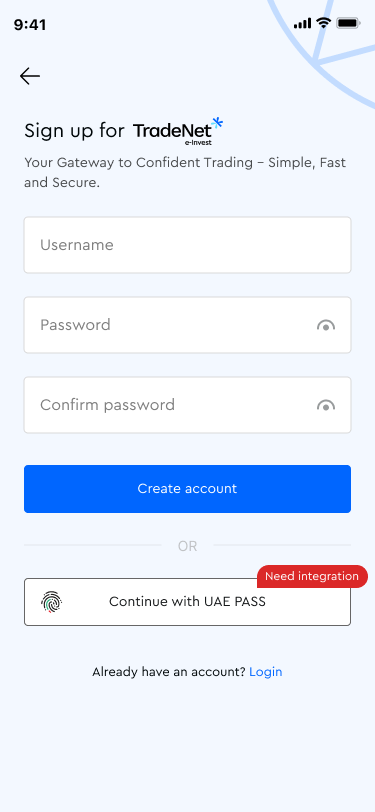 9:41
Sign up for TradeNet
e-invest
Your Gateway to Confident Trading – Simple, Fast
and Secure.
Username
Password
Confirm password
Create account
OR
Need integration
Continue with UAE PASS
Already have an account? Login